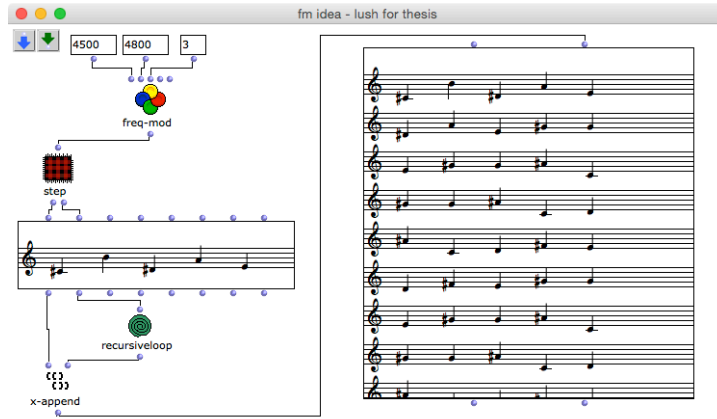 fm idea - lush for thesis
4500 4800 3
freq-mod
step
recursiveloop
x-append